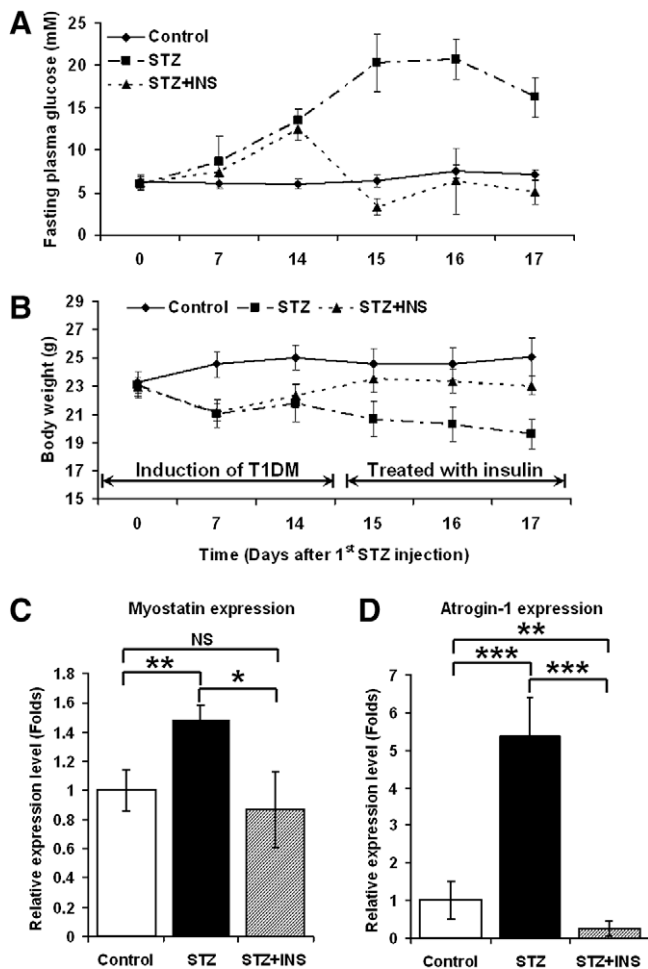 A
Control
STZ
STZ+INS
Fasting plasma glucose (mM)
25
20
15
10
5
0
0 7 14 15 16 17
B
Control STZ STZ+INS
Body weight (g)
29
27
25
23
21
19
17
15
Induction of T1DM Treated with insulin
0 7 14 15 16 17
Time (Days after 1st STZ injection)
C
Myostatin expression
NS
** *
Relative expression level (Folds)
1.8
1.6
1.4
1.2
1
0.8
0.6
0.4
0.2
0
Control STZ STZ+INS
D
Atrogin-1 expression
**
*** ***
Relative expression level (Folds)
7
6
5
4
3
2
1
0
Control STZ STZ+INS